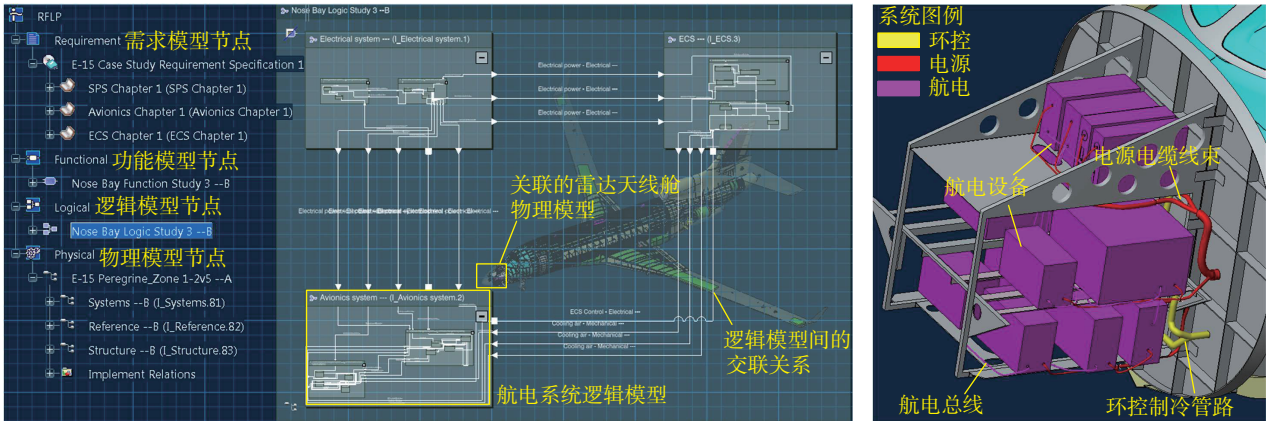 RFLP
Requirement 需求模型节点
E-15 Case Study Requirement Specification 1
SPS Chapter 1 (SPS Chapter 1)
Avionics Chapter 1 (Avionics Chapter 1)
ECS Chapter 1 (ECS Chapter 1)
Functional 功能模型节点
Nose Bay Function Study 3 --B
Logical 逻辑模型节点
Nose Bay Logic Study 3 --B
Physical 物理模型节点
E-15 Peregrine_Zone 1-2v5 --A
Systems --B (I_Systems.81)
Reference --B (I_Reference.82)
Structure --B (I_Structure.83)
Implement Relations
Nose Bay Logic Study 3 --B
Electrical system --- (I_Electrical system.1)
ECS --- (I_ECS.3)
Electrical power - Electrical ---
Electrical power - Electrical ---
Electrical power - Electrical ---
关联的雷达天线舱
物理模型
Avionics system --- (I_Avionics system.2)
ECS Control - Electrical ---
Cooling air - Mechanical ---
Cooling air - Mechanical ---
Cooling air - Mechanical ---
逻辑模型间的
交联关系
航电系统逻辑模型
系统图例
环控
电源
航电
电源电缆线束
航电设备
航电总线
环控制冷管路